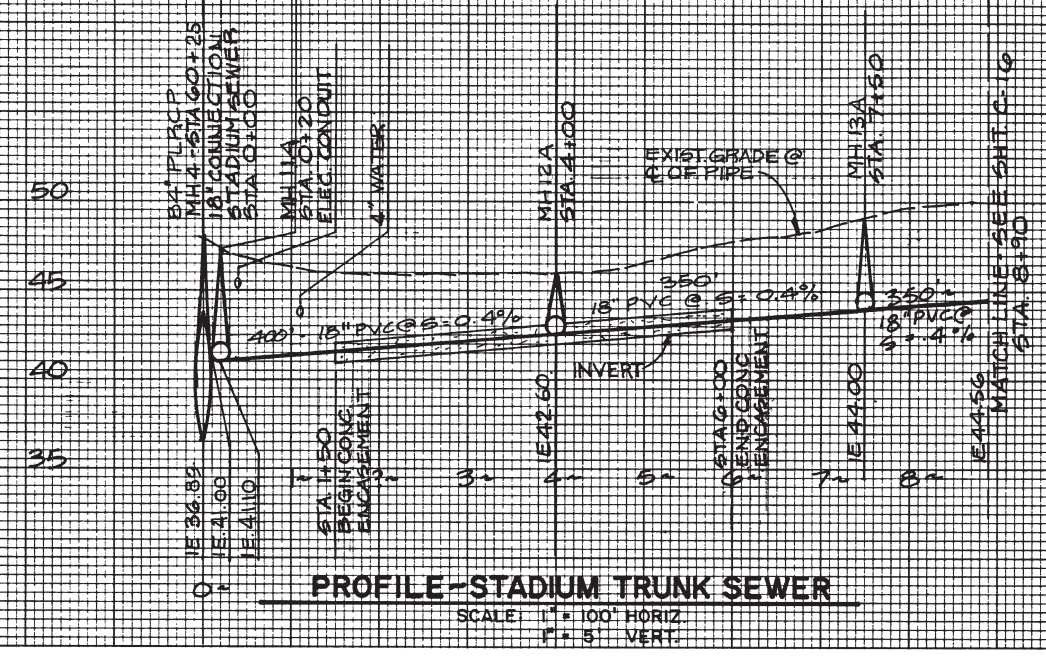 84" PLRCP
MH4-STA 60+25
18" CONNECTION
STADIUM SEWER
STA 0+00
MH 11A
STA. 0+20
ELEC. CONDUIT
4" WATER
MH 12A
STA. 4+00
EXIST. GRADE @
℄ OF PIPE
MH 13A
STA. 7+50
MATCH LINE-SEE SHT. C-16
STA. 8+90
50
45
40
35
400' - 18" PVC @ S=0.4%
350'
18" PVC @ S= 0.4%
350'~
18" PVC @
S= .4%
INVERT
IE 36.89
IE 41.00
IE 41.10
STA. 1+50
BEGIN CONC.
ENCASEMENT
IE 42.60
STA 6+00
END CONC
ENCASEMENT
IE 44.00
IE 44.56
0~ 1~ 2~ 3~ 4~ 5~ 6~ 7~ 8~
PROFILE-STADIUM TRUNK SEWER
SCALE: 1" = 100' HORIZ.
1" = 5' VERT.